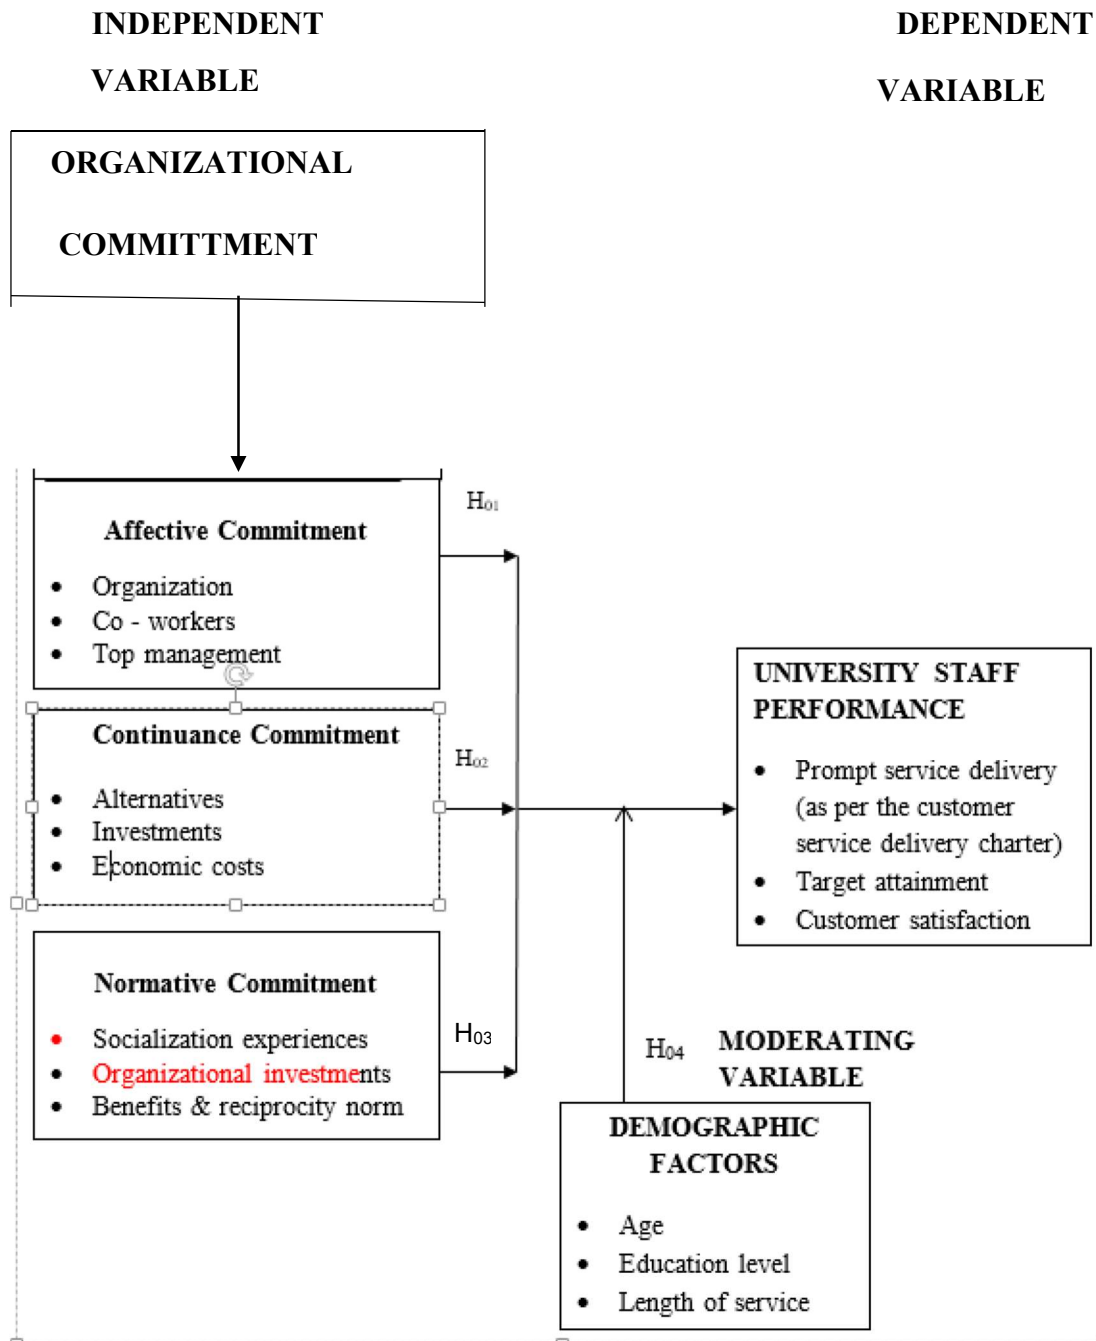 INDEPENDENT
VARIABLE
DEPENDENT
VARIABLE
ORGANIZATIONAL
COMMITTMENT
Affective Commitment
• Organization
• Co - workers
• Top management
H01
Continuance Commitment
• Alternatives
• Investments
• Economic costs
H02
Normative Commitment
• Socialization experiences
• Organizational investments
• Benefits & reciprocity norm
H03
UNIVERSITY STAFF
PERFORMANCE
• Prompt service delivery
(as per the customer
service delivery charter)
• Target attainment
• Customer satisfaction
H04
MODERATING
VARIABLE
DEMOGRAPHIC
FACTORS
• Age
• Education level
• Length of service